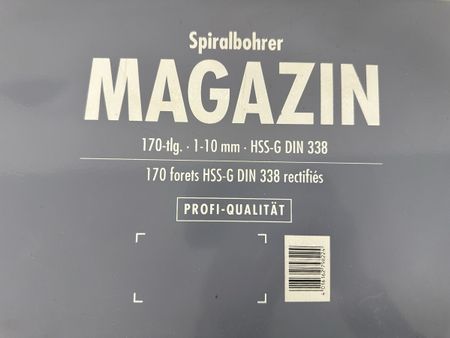 Spiralbohrer
MAGAZIN
170-tlg. · 1-10 mm · HSS-G DIN 338
170 forets HSS-G DIN 338 rectifiés
PROFI-QUALITÄT